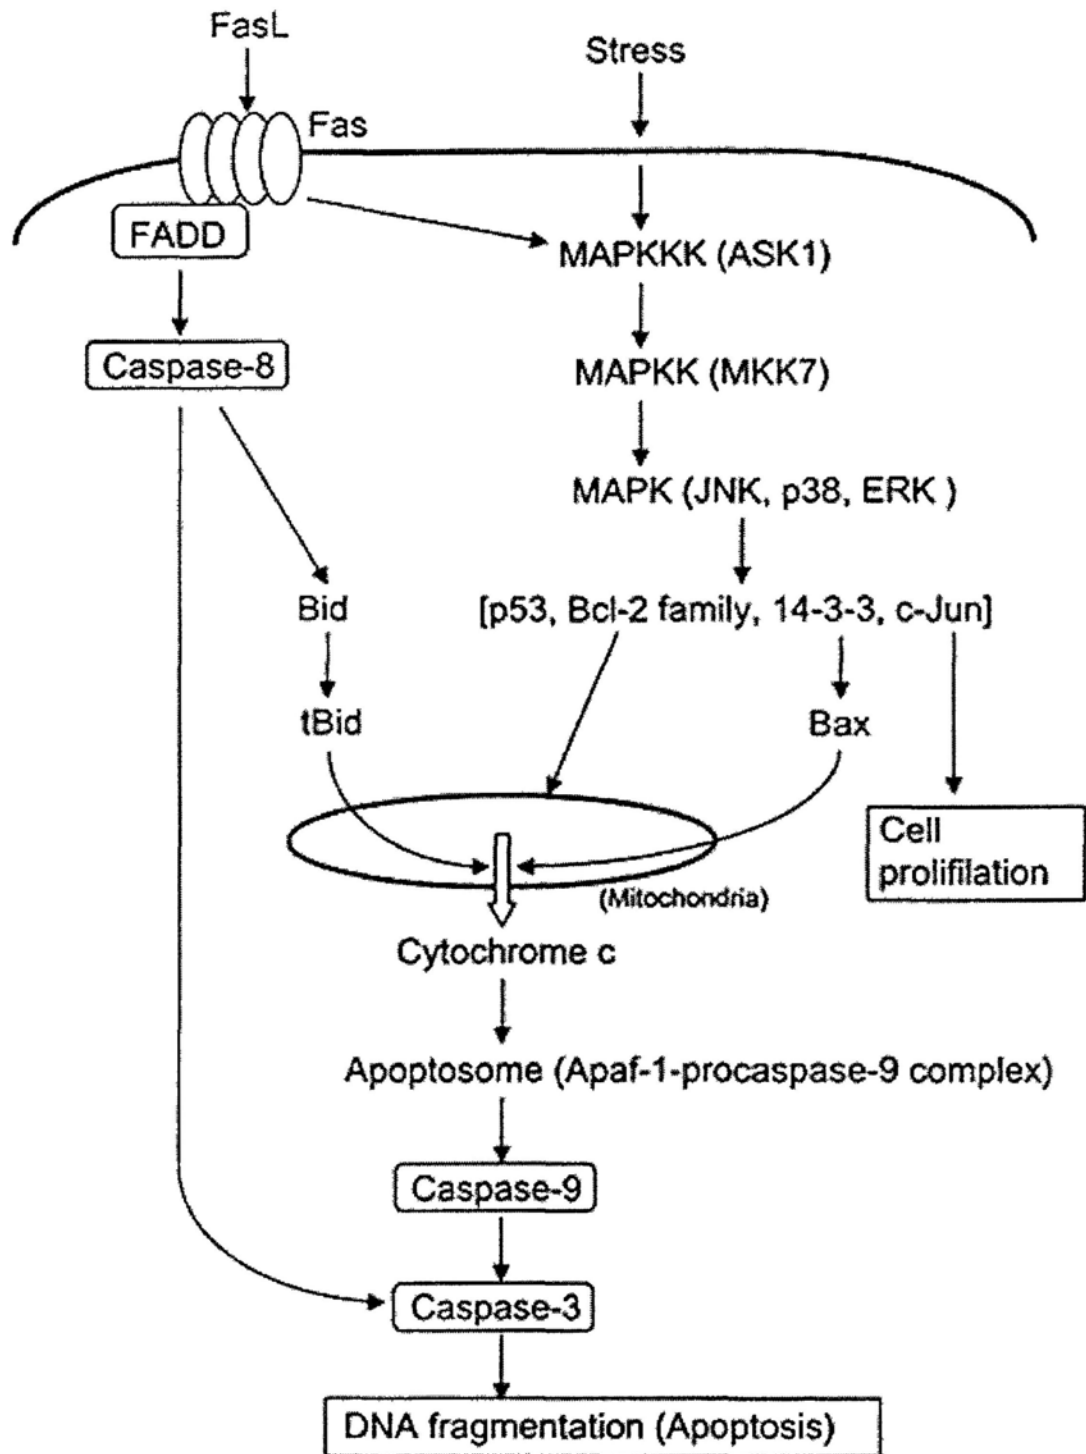 FasL
Stress
Fas
FADD
MAPKKK (ASK1)
Caspase-8
MAPKK (MKK7)
MAPK (JNK, p38, ERK )
Bid
[p53, Bcl-2 family, 14-3-3, c-Jun]
tBid
Bax
Cell
prolifilation
(Mitochondria)
Cytochrome c
Apoptosome (Apaf-1-procaspase-9 complex)
Caspase-9
Caspase-3
DNA fragmentation (Apoptosis)